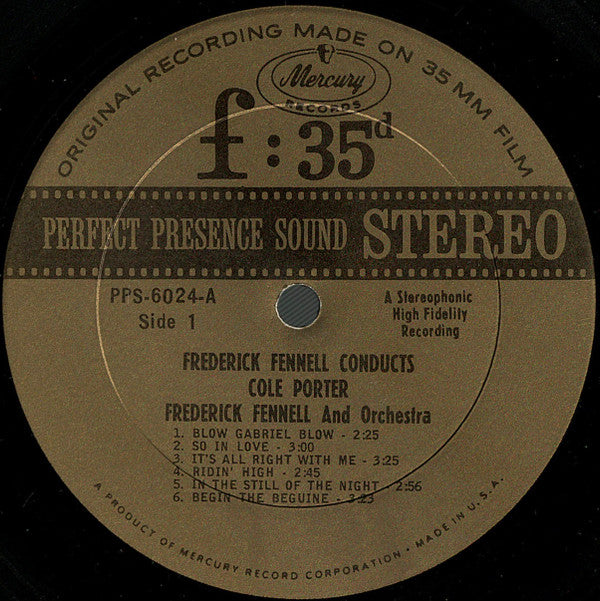 ORIGINAL RECORDING MADE ON 35 MM FILM
Mercury
RECORDS
f:35d
PERFECT PRESENCE SOUND STEREO
PPS-6024-A
Side 1
A Stereophonic
High Fidelity
Recording
FREDERICK FENNELL CONDUCTS
COLE PORTER
FREDERICK FENNELL And Orchestra
1. BLOW GABRIEL BLOW - 2:25
2. SO IN LOVE - 3:00
3. IT'S ALL RIGHT WITH ME - 3:25
4. RIDIN' HIGH - 2:45
5. IN THE STILL OF THE NIGHT - 2:56
6. BEGIN THE BEGUINE - 3:23
A PRODUCT OF MERCURY RECORD CORPORATION • MADE IN U.S.A.